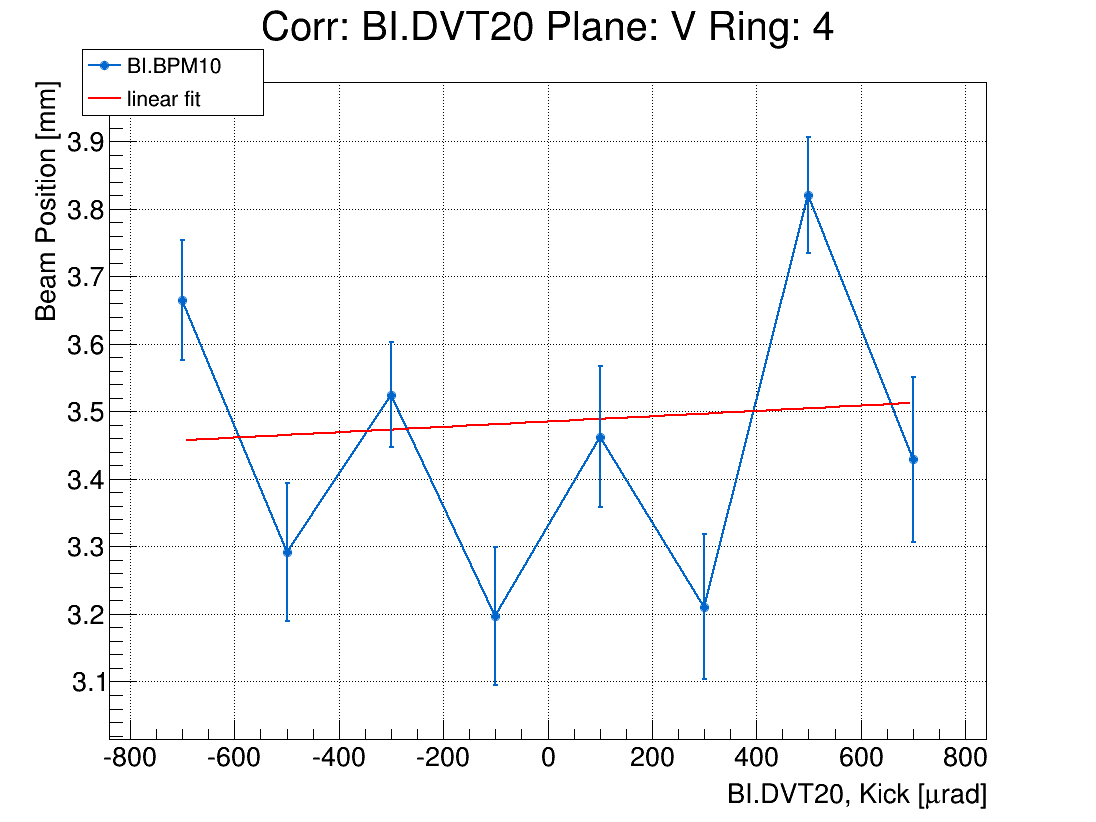 Corr: BI.DVT20 Plane: V Ring: 4
BI.BPM10
linear fit
Beam Position [mm]
3.9
3.8
3.7
3.6
3.5
3.4
3.3
3.2
3.1
-800 -600 -400 -200 0 200 400 600 800
BI.DVT20, Kick [μrad]